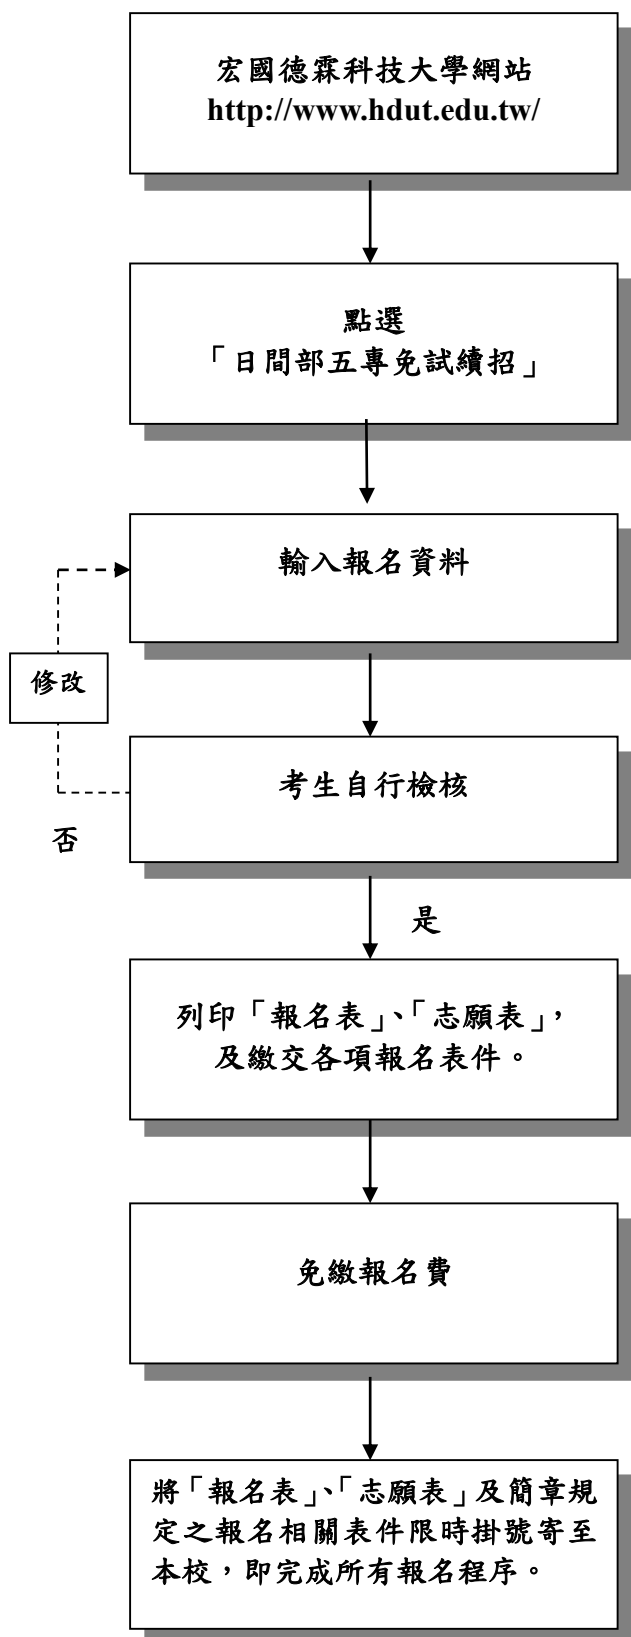 宏國德霖科技大學網站
http://www.hdut.edu.tw/
點選
「日間部五專免試續招」
輸入報名資料
修改
考生自行檢核
否
是
列印「報名表」、「志願表」,
及繳交各項報名表件。
免繳報名費
將「報名表」、「志願表」及簡章規
定之報名相關表件限時掛號寄至
本校,即完成所有報名程序。